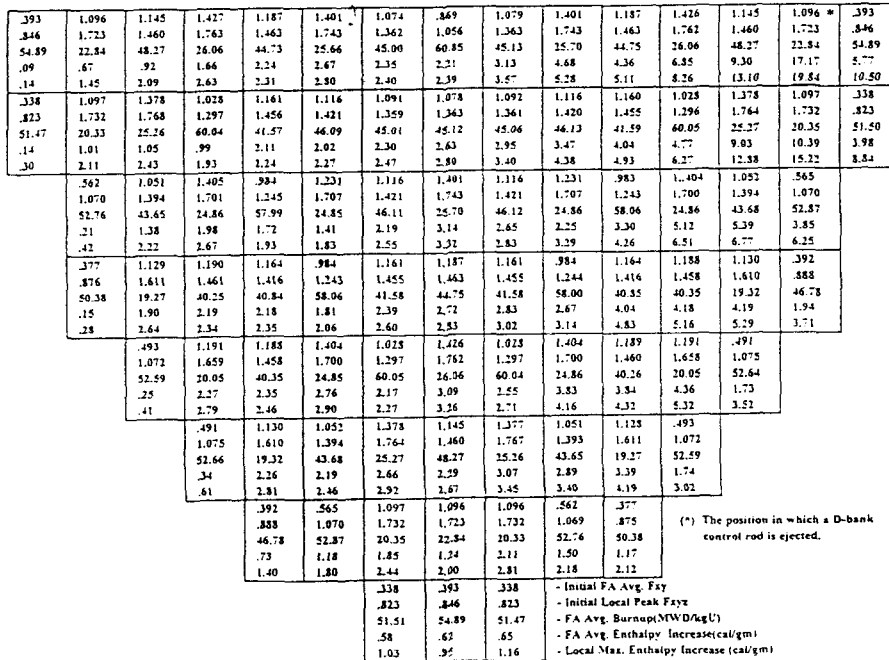 .393 1.096 1.145 1.427 1.187 1.401 1.074 .869 1.079 1.401 1.187 1.426 1.145 1.096 * .393
.846 1.723 1.460 1.763 1.463 1.743 1.362 1.056 1.363 1.743 1.463 1.762 1.460 1.723 .846
54.89 22.84 48.27 26.06 44.73 25.66 45.00 60.85 45.13 25.70 44.75 26.06 48.27 22.84 54.89
.09 .67 .92 1.66 2.24 2.67 2.35 2.21 3.13 4.68 4.36 6.85 9.30 17.17 5.77
.14 1.45 2.09 2.63 2.31 2.80 2.40 2.39 3.57 5.28 5.11 8.26 13.10 19.84 10.50
.338 1.097 1.378 1.028 1.161 1.116 1.091 1.078 1.092 1.116 1.160 1.028 1.378 1.097 .338
.823 1.732 1.768 1.297 1.456 1.421 1.359 1.363 1.361 1.420 1.455 1.296 1.764 1.732 .823
51.47 20.33 25.26 60.04 41.57 46.09 45.01 45.12 45.06 46.13 41.59 60.05 25.27 20.35 51.50
.14 1.01 1.05 .99 2.11 2.02 2.30 2.63 2.95 3.47 4.04 4.77 9.03 10.39 3.98
.30 2.11 2.43 1.93 2.24 2.27 2.47 2.80 3.40 4.38 4.93 6.27 12.88 15.22 8.84
.562 1.051 1.405 .984 1.231 1.116 1.401 1.116 1.231 .983 1.404 1.052 .565
1.070 1.394 1.701 1.245 1.707 1.421 1.743 1.421 1.707 1.243 1.700 1.394 1.070
52.76 43.65 24.86 57.99 24.85 46.11 25.70 46.12 24.86 58.06 24.86 43.68 52.87
.21 1.38 1.98 1.72 1.41 2.19 3.14 2.65 2.25 3.30 5.12 5.39 3.85
.42 2.22 2.67 1.93 1.83 2.55 3.32 2.83 3.29 4.26 6.51 6.77 6.25
.377 1.129 1.190 1.164 .984 1.161 1.187 1.161 .984 1.164 1.188 1.130 .392
.876 1.611 1.461 1.416 1.243 1.455 1.463 1.455 1.244 1.416 1.458 1.610 .888
50.38 19.27 40.25 40.84 58.06 41.58 44.75 41.58 58.00 40.85 40.35 19.32 46.78
.15 1.90 2.19 2.18 1.81 2.39 2.72 2.83 2.67 4.04 4.18 4.19 1.94
.28 2.64 2.34 2.35 2.06 2.60 2.83 3.02 3.14 4.83 5.16 5.29 3.71
.493 1.191 1.188 1.404 1.028 1.426 1.028 1.404 1.189 1.191 .491
1.072 1.659 1.458 1.700 1.297 1.762 1.297 1.700 1.460 1.658 1.075
52.59 20.05 40.35 24.85 60.05 26.06 60.04 24.86 40.26 20.05 52.64
.25 2.27 2.35 2.76 2.17 3.09 2.55 3.83 3.84 4.36 1.73
.41 2.79 2.46 2.90 2.27 3.26 2.71 4.16 4.32 5.32 3.52
.491 1.130 1.052 1.378 1.145 1.377 1.051 1.128 .493
1.075 1.610 1.394 1.764 1.460 1.767 1.393 1.611 1.072
52.66 19.32 43.68 25.27 48.27 25.26 43.65 19.27 52.59
.34 2.26 2.19 2.66 2.29 3.07 2.89 3.39 1.74
.61 2.81 2.46 2.92 2.67 3.45 3.40 4.19 3.02
.392 .565 1.097 1.096 1.096 .562 .377
.888 1.070 1.732 1.723 1.732 1.069 .875
46.78 52.87 20.35 22.84 20.33 52.76 50.38
.73 1.18 1.85 1.24 2.11 1.50 1.17
1.40 1.80 2.44 2.00 2.81 2.18 2.12
(*) The position in which a D-bank
control rod is ejected.
.338 .393 .338 - Initial FA Avg. Fxy
.823 .846 .823 - Initial Local Peak Fxyz
51.51 54.89 51.47 - FA Avg. Burnup(MWD/kgU)
.58 .62 .65 - FA Avg. Enthalpy Increase(cal/gm)
1.03 .95 1.16 - Local Max. Enthalpy Increase (cal/gm)